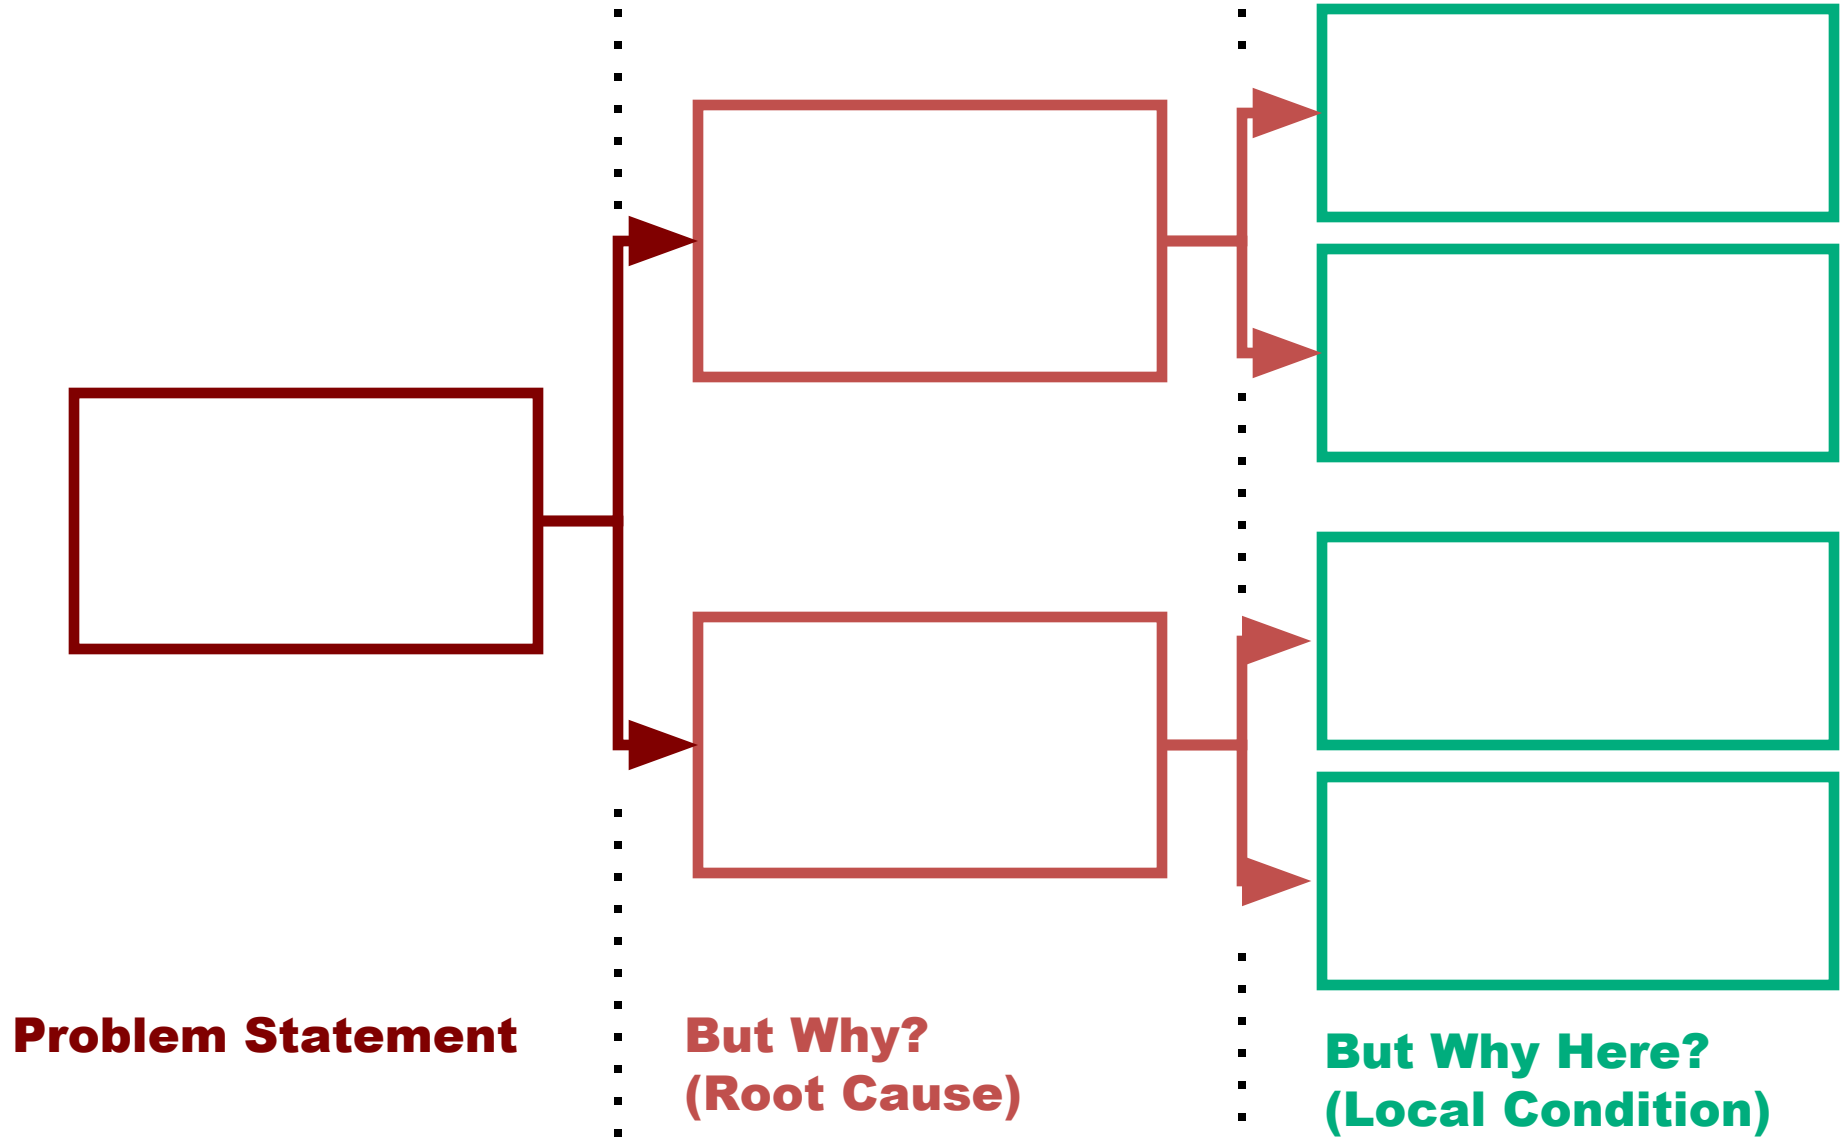 Problem Statement
But Why?
(Root Cause)
But Why Here?
(Local Condition)